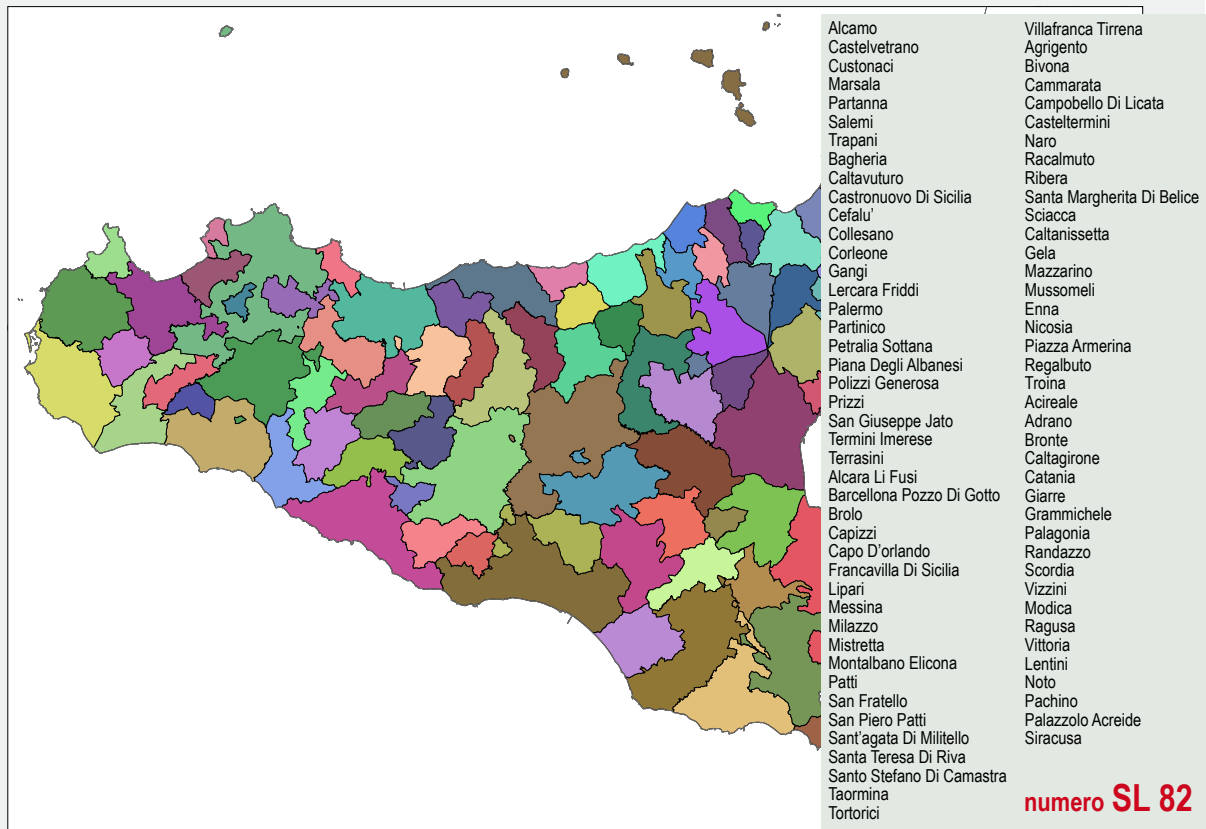 Alcamo
Castelvetrano
Custonaci
Marsala
Partanna
Salemi
Trapani
Bagheria
Caltavuturo
Castronuovo Di Sicilia
Cefalu'
Collesano
Corleone
Gangi
Lercara Friddi
Palermo
Partinico
Petralia Sottana
Piana Degli Albanesi
Polizzi Generosa
Prizzi
San Giuseppe Jato
Termini Imerese
Terrasini
Alcara Li Fusi
Barcellona Pozzo Di Gotto
Brolo
Capizzi
Capo D'orlando
Francavilla Di Sicilia
Lipari
Messina
Milazzo
Mistretta
Montalbano Elicona
Patti
San Fratello
San Piero Patti
Sant'agata Di Militello
Santa Teresa Di Riva
Santo Stefano Di Camastra
Taormina
Tortorici
Villafranca Tirrena
Agrigento
Bivona
Cammarata
Campobello Di Licata
Casteltermini
Naro
Racalmuto
Ribera
Santa Margherita Di Belice
Sciacca
Caltanissetta
Gela
Mazzarino
Mussomeli
Enna
Nicosia
Piazza Armerina
Regalbuto
Troina
Acireale
Adrano
Bronte
Caltagirone
Catania
Giarre
Grammichele
Palagonia
Randazzo
Scordia
Vizzini
Modica
Ragusa
Vittoria
Lentini
Noto
Pachino
Palazzolo Acreide
Siracusa
numero SL 82